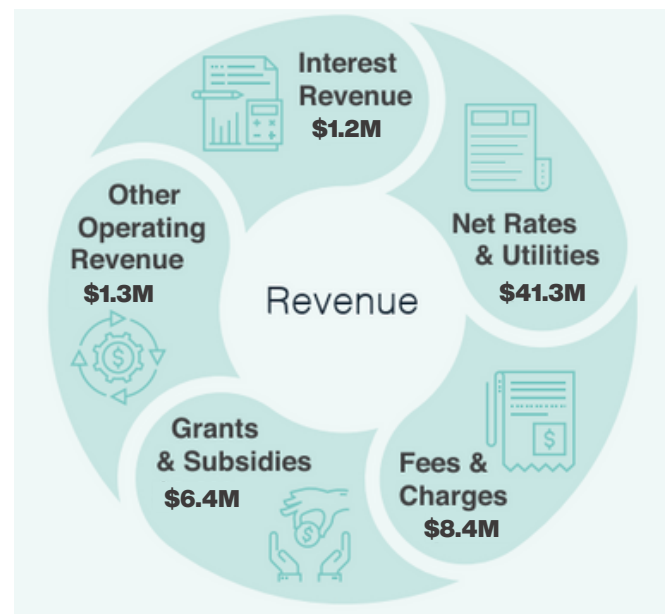 Interest
Revenue
$1.2M
Net Rates
& Utilities
$41.3M
Fees &
Charges
$8.4M
Grants
& Subsidies
$6.4M
Other
Operating
Revenue
$1.3M
Revenue